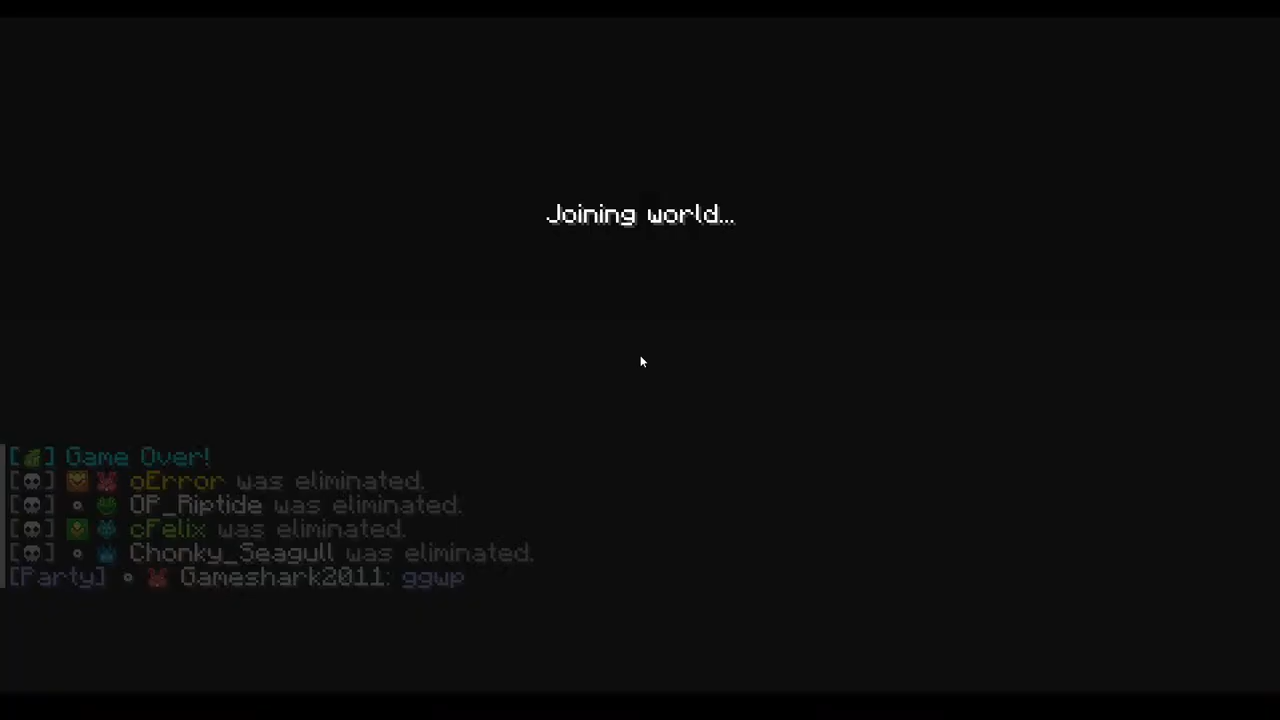 Joining world...
[ ] Game Over!
[ ] oError was eliminated.
[ ] OP_Riptide was eliminated.
[ ] cFelix was eliminated.
[ ] Chonky_Seagull was eliminated.
[Party] Gameshark2011: ggwp